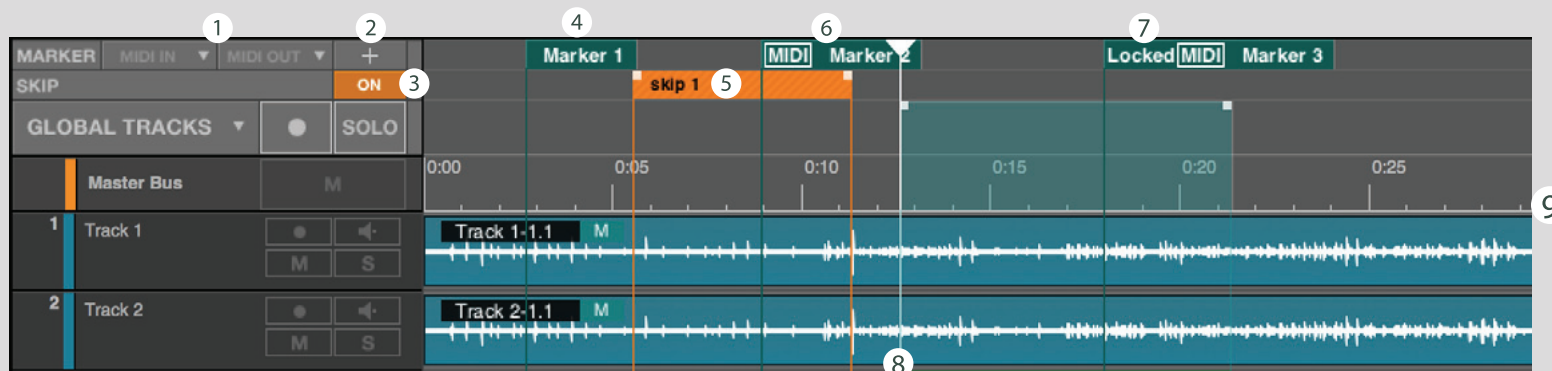 1 2 4 6 7
MARKER MIDI IN ▼ MIDI OUT ▼ + Marker 1 MIDI Marker 2 Locked MIDI Marker 3
SKIP ON 3 skip 1 5
GLOBAL TRACKS ▼ SOLO
0:00 0:05 0:10 0:15 0:20 0:25
Master Bus M
9
1 Track 1 Track 1-1.1 M
M S
2 Track 2 Track 2-1.1 M
M S
8